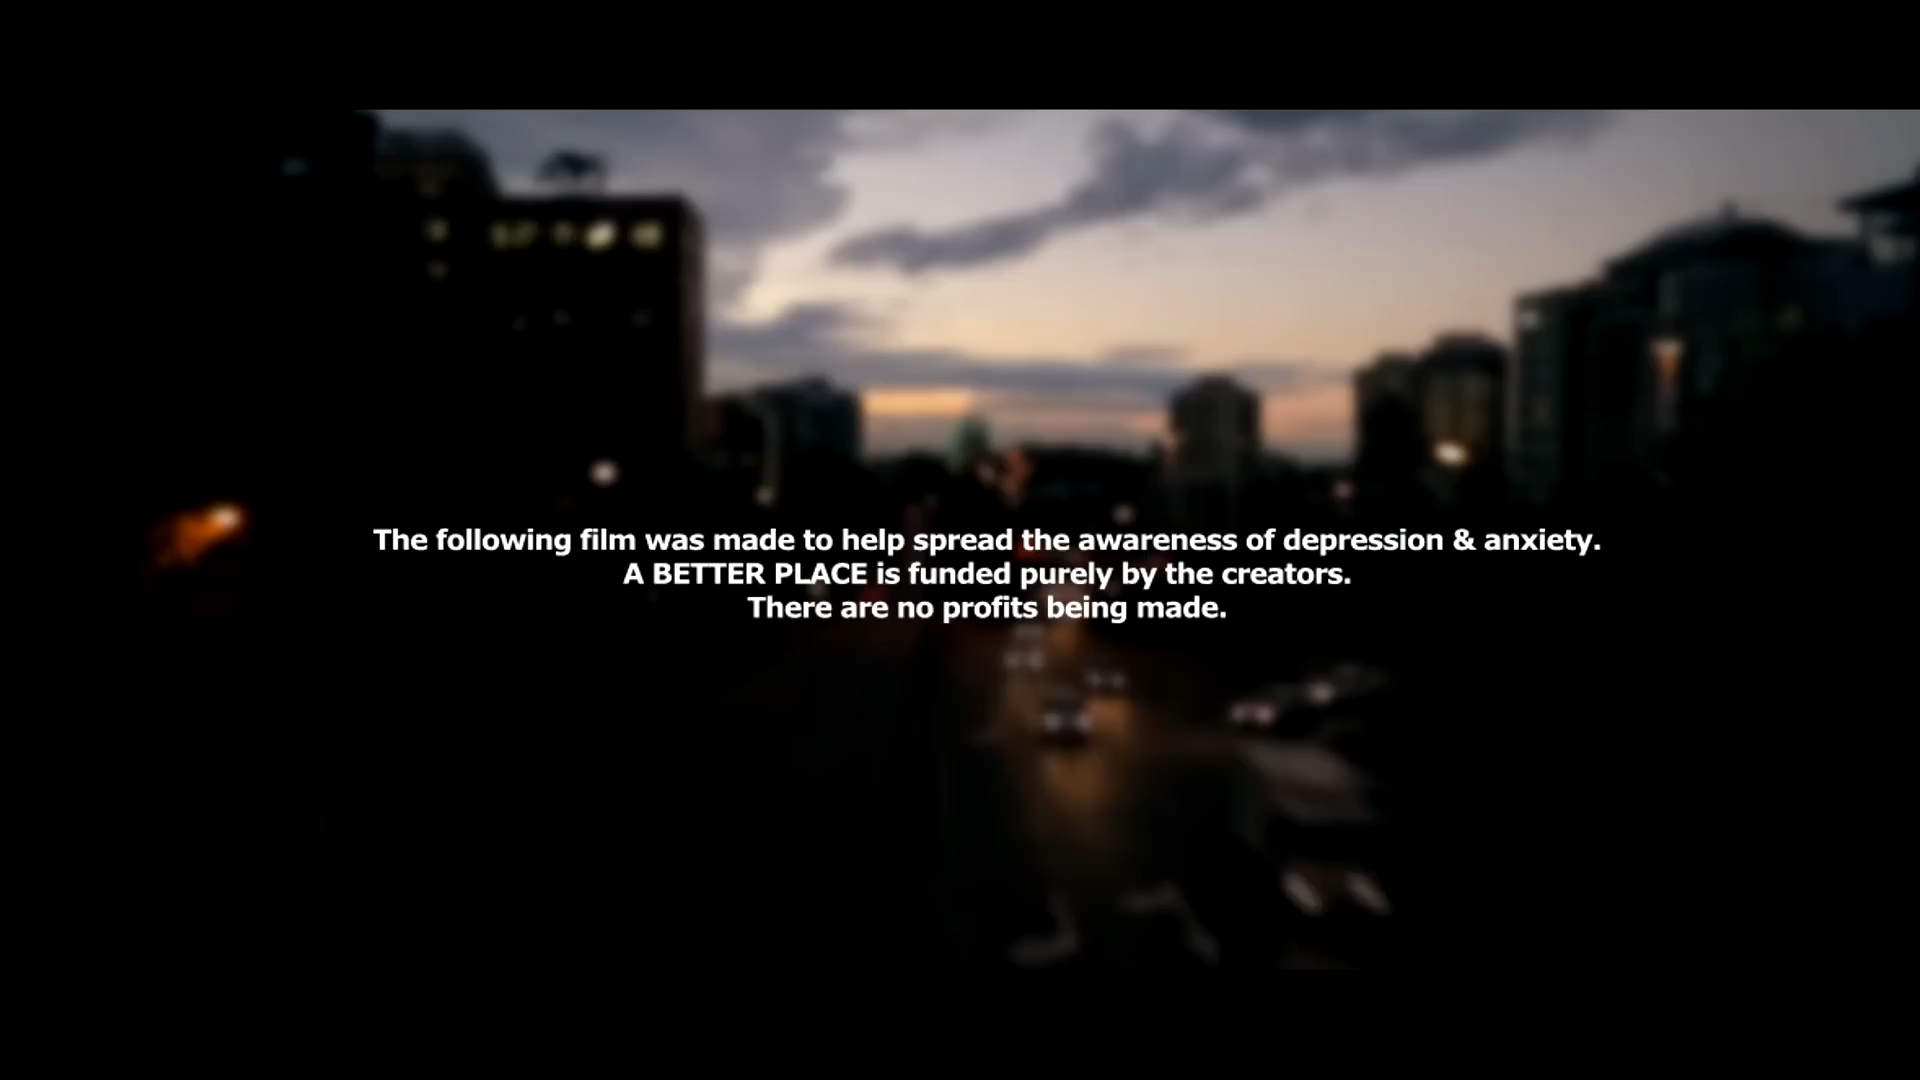 The following film was made to help spread the awareness of depression & anxiety.
A BETTER PLACE is funded purely by the creators.
There are no profits being made.